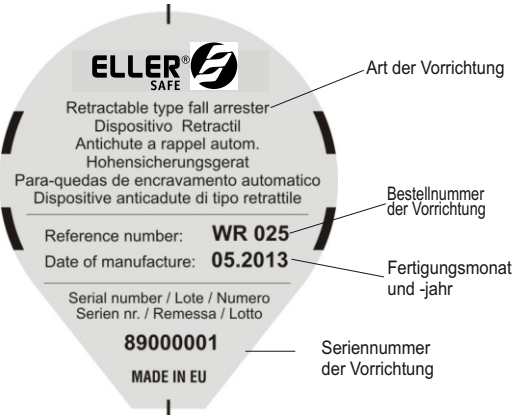 ELLER®
SAFE
Retractable type fall arrester
Dispositivo Retractil
Antichute a rappel autom.
Hohensicherungsgerat
Para-quedas de encravamento automatico
Dispositive anticadute di tipo retrattile
Reference number: WR 025
Date of manufacture: 05.2013
Serial number / Lote / Numero
Serien nr. / Remessa / Lotto
89000001
MADE IN EU
Art der Vorrichtung
Bestellnummer
der Vorrichtung
Fertigungsmonat
und -jahr
Seriennummer
der Vorrichtung